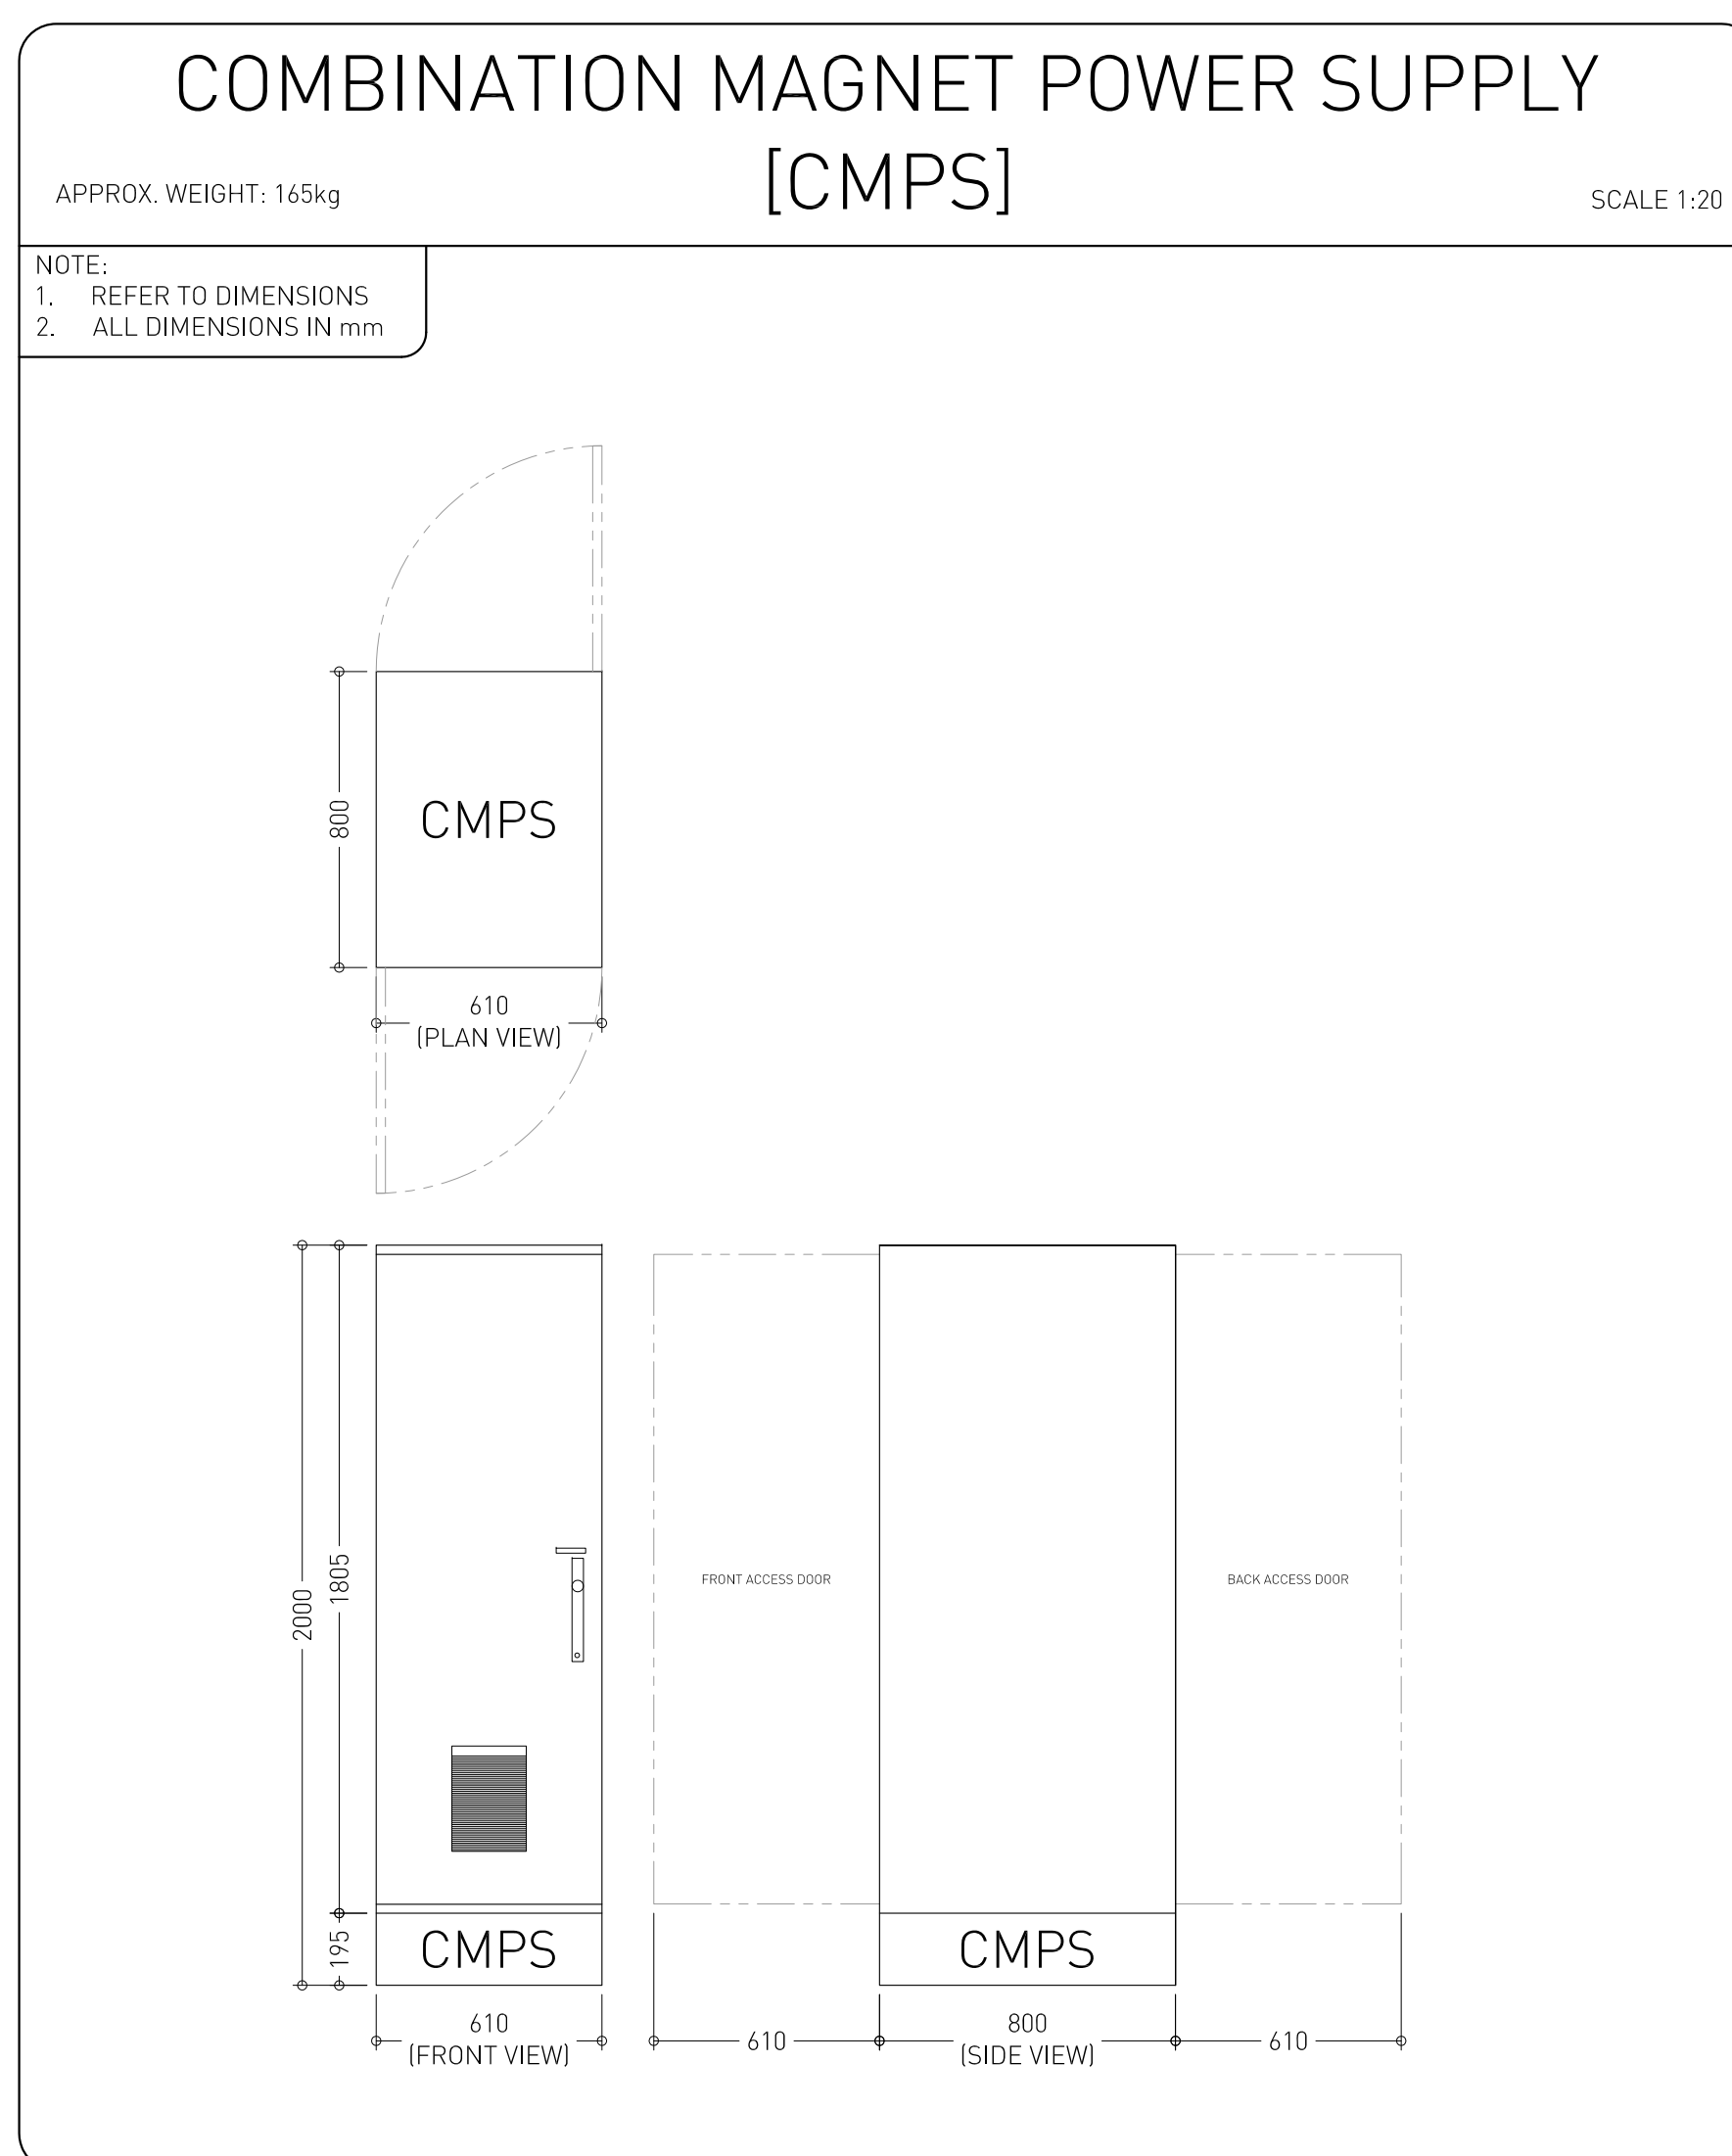 COMBINATION MAGNET POWER SUPPLY
[CMPS]
APPROX. WEIGHT: 165kg
SCALE 1:20
NOTE:
1. REFER TO DIMENSIONS
2. ALL DIMENSIONS IN mm
800
CMPS
610
(PLAN VIEW)
2000
1805
195
FRONT ACCESS DOOR
BACK ACCESS DOOR
CMPS
CMPS
610
(FRONT VIEW)
610
800
(SIDE VIEW)
610